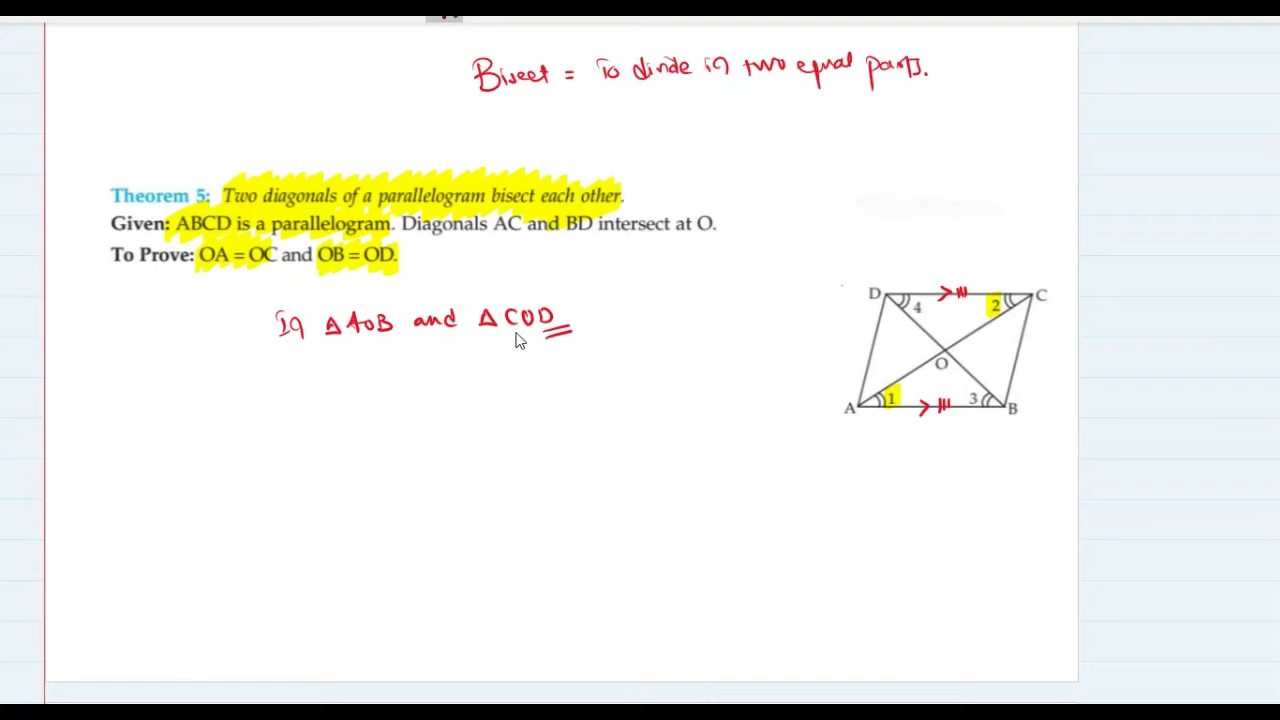 Bisect = To divide in two equal parts.
Theorem 5: Two diagonals of a parallelogram bisect each other.
Given: ABCD is a parallelogram. Diagonals AC and BD intersect at O.
To Prove: OA = OC and OB = OD.
In Δ AOB and Δ COD
D 4 2 C
O
A 1 3 B